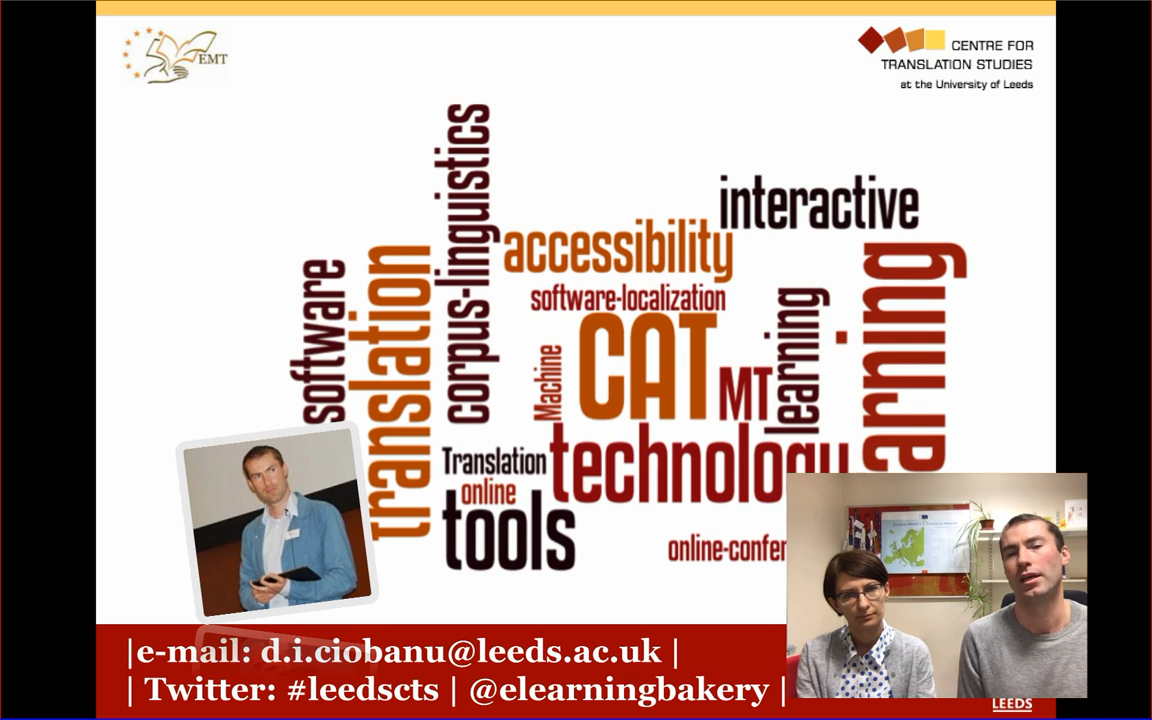 EMT
CENTRE FOR
TRANSLATION STUDIES
at the University of Leeds
corpus-linguistics
interactive
accessibility
software
translation
software-localization
CAT
Machine
MT
learning
arning
technology
Translation
online
tools
online-confer
|e-mail: d.i.ciobanu@leeds.ac.uk |
| Twitter: #leedscts | @elearningbakery |
LEEDS